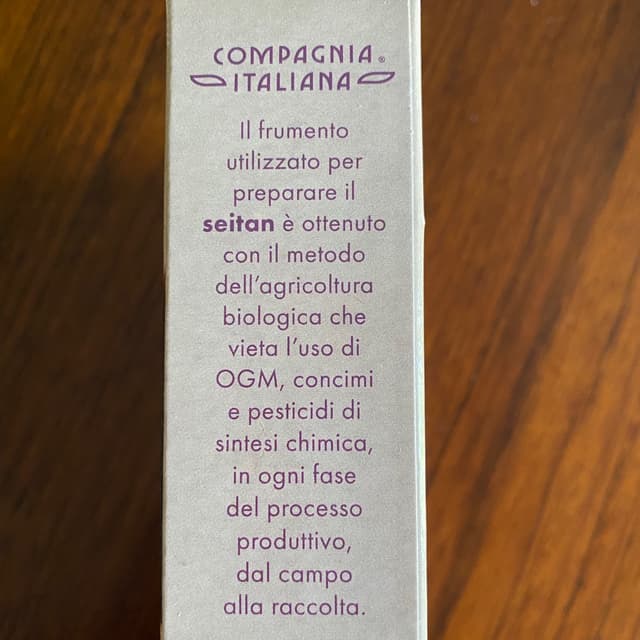 COMPAGNIA®
ITALIANA
Il frumento
utilizzato per
preparare il
seitan è ottenuto
con il metodo
dell'agricoltura
biologica che
vieta l'uso di
OGM, concimi
e pesticidi di
sintesi chimica,
in ogni fase
del processo
produttivo,
dal campo
alla raccolta.